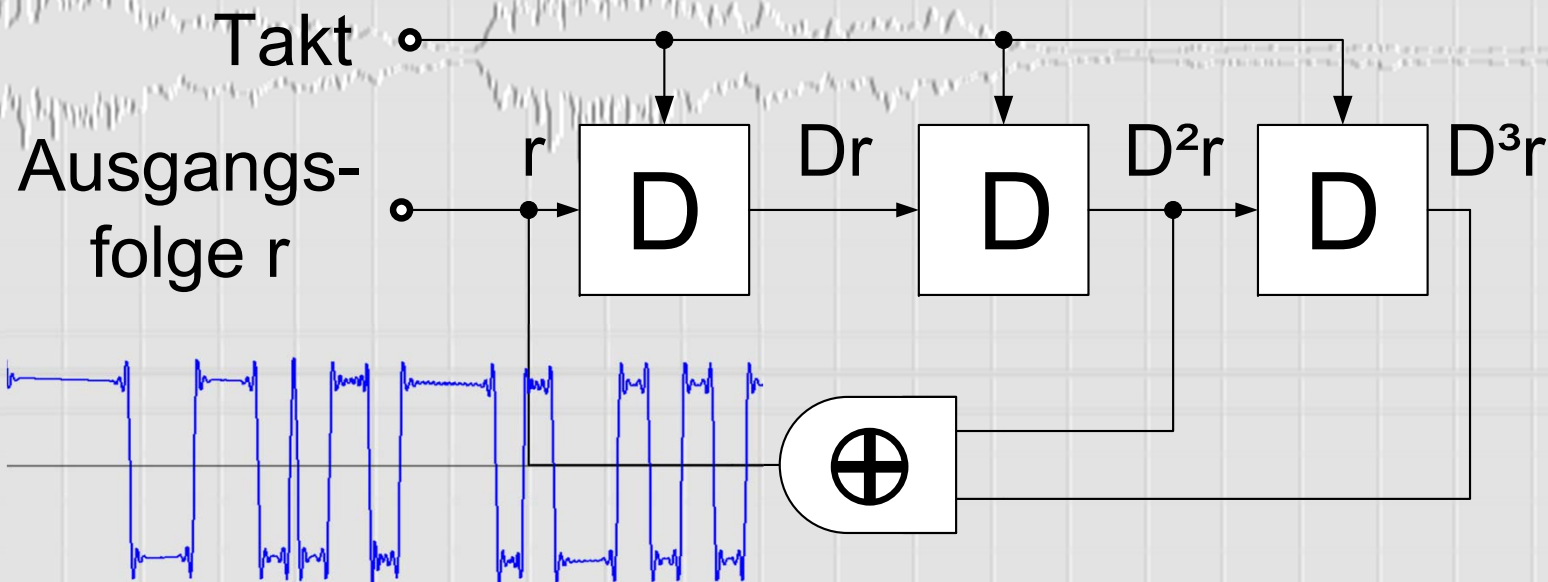 Takt
Ausgangs-
folge r
r
D
Dr
D
D²r
D
D³r
⊕